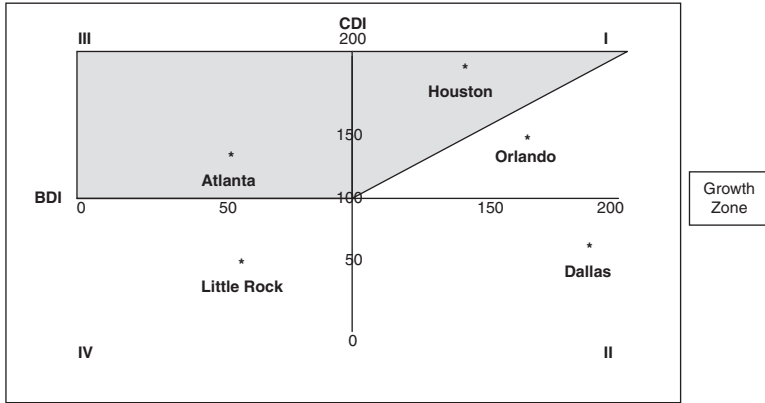 CDI
III
200
I
*
Houston
150
*
Orlando
*
Atlanta
BDI
100
0
50
150
200
Growth
Zone
50
*
Little Rock
*
Dallas
0
IV
II